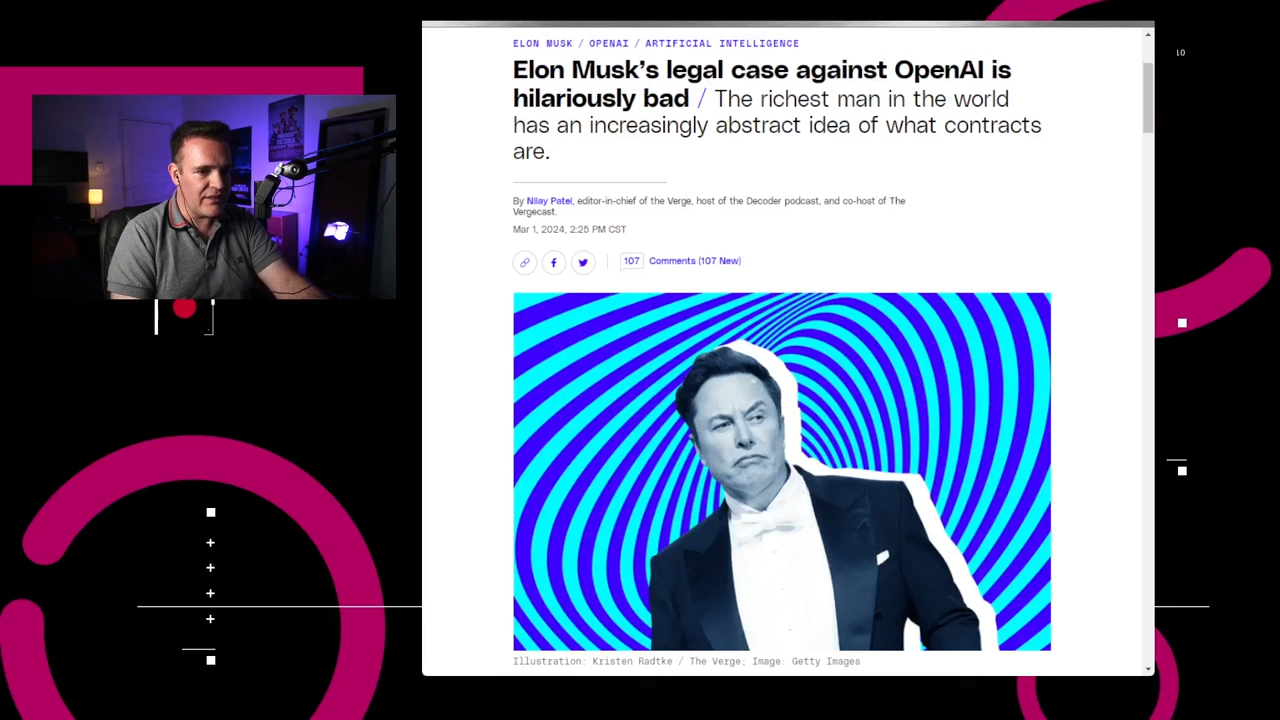 ELON MUSK / OPENAI / ARTIFICIAL INTELLIGENCE
Elon Musk's legal case against OpenAI is
hilariously bad / The richest man in the world
has an increasingly abstract idea of what contracts
are.
By Nilay Patel, editor-in-chief of the Verge, host of the Decoder podcast, and co-host of The
Vergecast.
Mar 1, 2024, 2:25 PM CST
107 Comments (107 New)
Illustration: Kristen Radtke / The Verge; Image: Getty Images
01